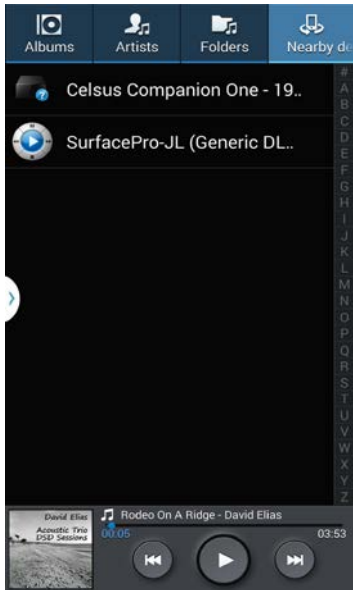 Albums
Artists
Folders
Nearby de
Celsus Companion One - 19..
SurfacePro-JL (Generic DL..
#
A
B
C
D
E
F
G
H
I
J
K
L
M
N
O
P
Q
R
S
T
U
V
W
X
Y
Z
David Elias
Acoustic Trio
DSD Sessions
Rodeo On A Ridge - David Elias
00:05
03:53